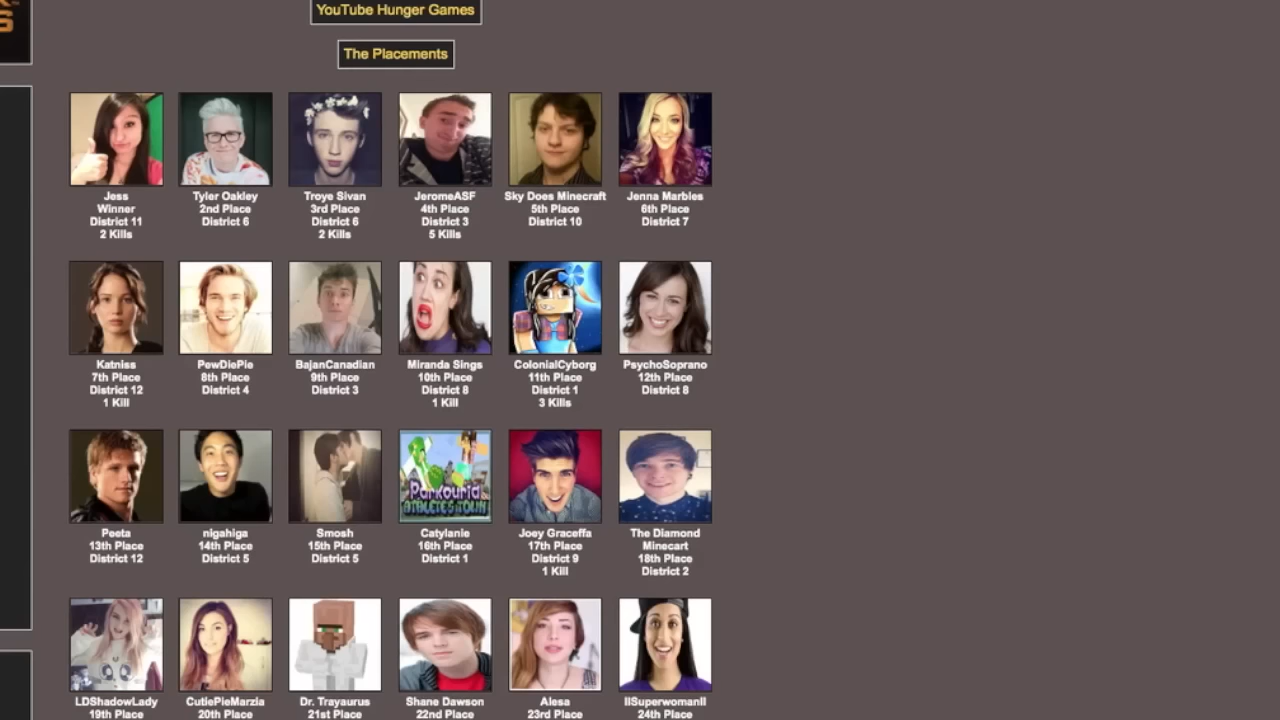 YouTube Hunger Games
The Placements
Jess
Winner
District 11
2 Kills
Tyler Oakley
2nd Place
District 6
Troye Sivan
3rd Place
District 6
2 Kills
JeromeASF
4th Place
District 3
5 Kills
Sky Does Minecraft
5th Place
District 10
Jenna Marbles
6th Place
District 7
Katniss
7th Place
District 12
1 Kill
PewDiePie
8th Place
District 4
BajanCanadian
9th Place
District 3
Miranda Sings
10th Place
District 8
1 Kill
ColonialCyborg
11th Place
District 1
3 Kills
PsychoSoprano
12th Place
District 8
Parkouria
ATHLETES TOWN
Peeta
13th Place
District 12
nigahiga
14th Place
District 5
Smosh
15th Place
District 5
Catylanie
16th Place
District 1
Joey Graceffa
17th Place
District 9
1 Kill
The Diamond
Minecart
18th Place
District 2
LDShadowLady
19th Place
CutiePieMarzia
20th Place
Dr. Trayaurus
21st Place
Shane Dawson
22nd Place
Alesa
23rd Place
IISuperwomanII
24th Place